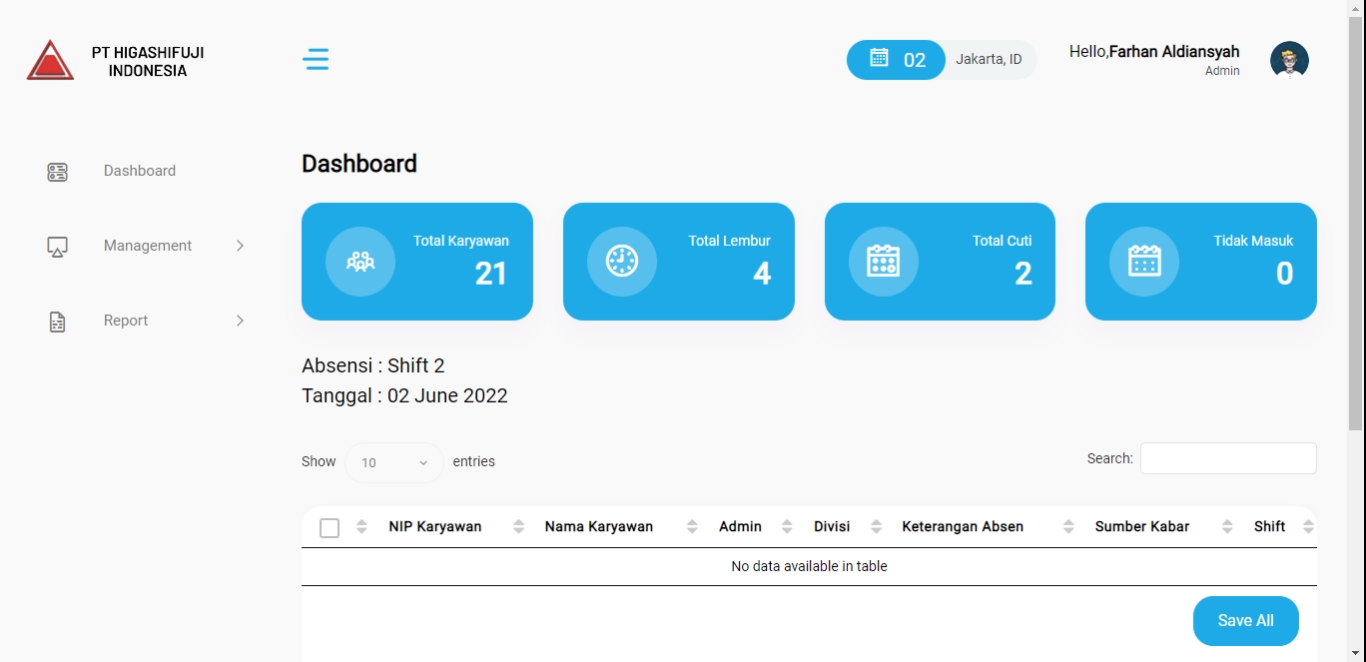 PT HIGASHIFUJI
INDONESIA
02
Jakarta, ID
Hello,Farhan Aldiansyah
Admin
Dashboard
Management
Report
Dashboard
Total Karyawan
21
Total Lembur
4
Total Cuti
2
Tidak Masuk
0
Absensi : Shift 2
Tanggal : 02 June 2022
Show 10 entries
Search:
NIP Karyawan Nama Karyawan Admin Divisi Keterangan Absen Sumber Kabar Shift
No data available in table
Save All